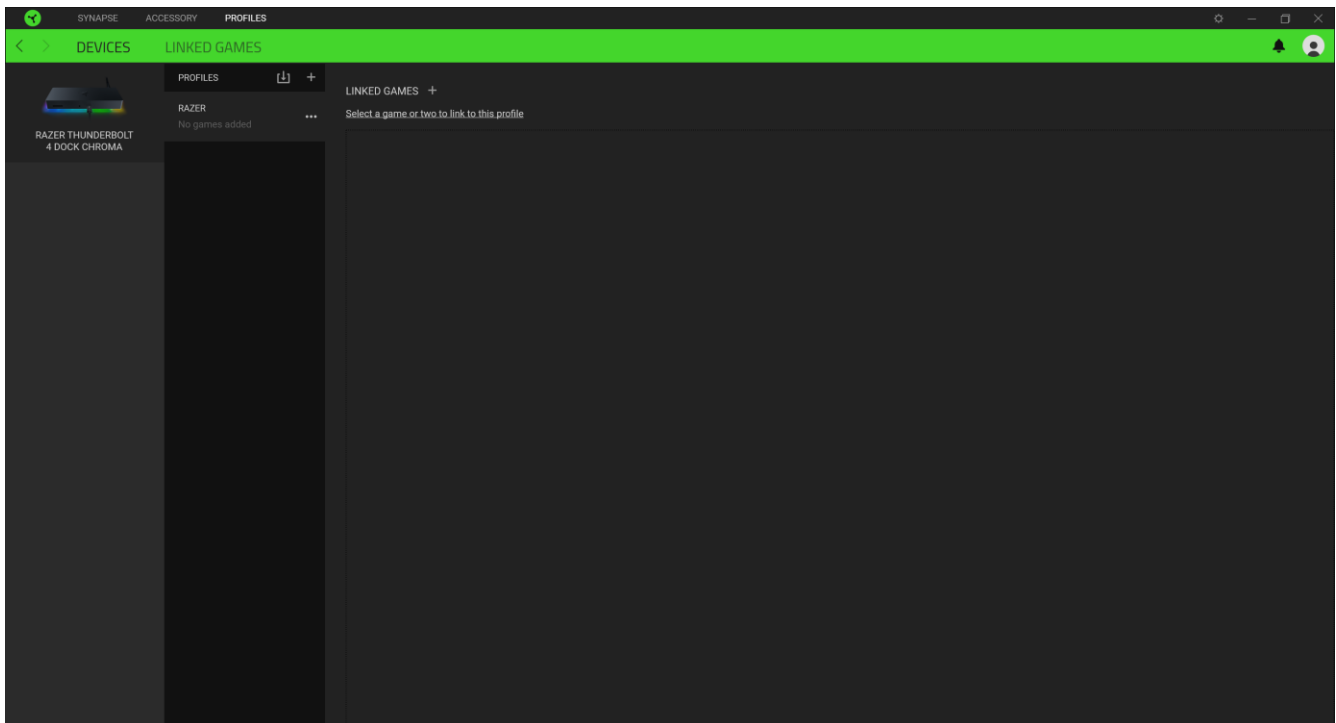 SYNAPSE ACCESSORY PROFILES
DEVICES LINKED GAMES
RAZER THUNDERBOLT
4 DOCK CHROMA
PROFILES
RAZER
No games added
LINKED GAMES
Select a game or two to link to this profile